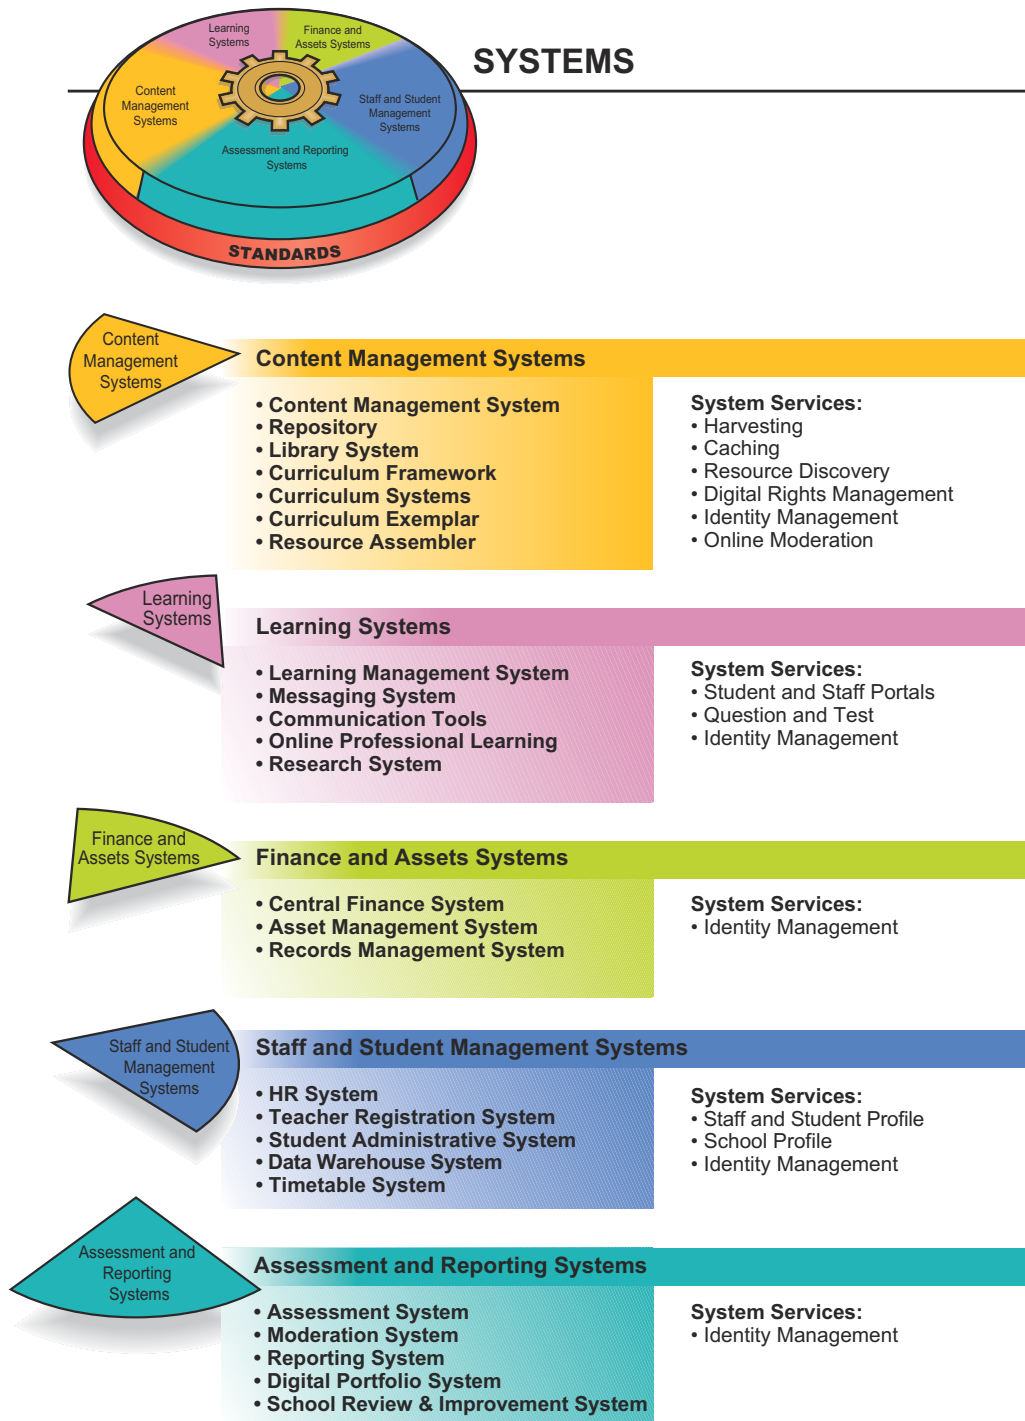 SYSTEMS
Learning
Systems
Finance and
Assets Systems
Content
Management
Systems
Staff and Student
Management
Systems
Assessment and Reporting
Systems
STANDARDS
Content
Management
Systems
Content Management Systems
• Content Management System
• Repository
• Library System
• Curriculum Framework
• Curriculum Systems
• Curriculum Exemplar
• Resource Assembler
System Services:
• Harvesting
• Caching
• Resource Discovery
• Digital Rights Management
• Identity Management
• Online Moderation
Learning
Systems
Learning Systems
• Learning Management System
• Messaging System
• Communication Tools
• Online Professional Learning
• Research System
System Services:
• Student and Staff Portals
• Question and Test
• Identity Management
Finance and
Assets Systems
Finance and Assets Systems
• Central Finance System
• Asset Management System
• Records Management System
System Services:
• Identity Management
Staff and Student
Management
Systems
Staff and Student Management Systems
• HR System
• Teacher Registration System
• Student Administrative System
• Data Warehouse System
• Timetable System
System Services:
• Staff and Student Profile
• School Profile
• Identity Management
Assessment and
Reporting
Systems
Assessment and Reporting Systems
• Assessment System
• Moderation System
• Reporting System
• Digital Portfolio System
• School Review & Improvement System
System Services:
• Identity Management